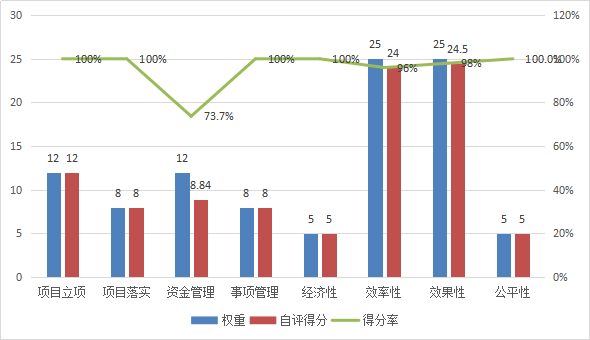 30 120%
25 24 25 24.5
25 100% 100% 100% 100% 96% 98% 100.0% 100%
20 80%
73.7%
15 60%
12 12 12
10 8 8 8.84 8 8 40%
5 5 5 5 5 20%
0 0%
项目立项 项目落实 资金管理 事项管理 经济性 效率性 效果性 公平性
权重 自评得分 得分率